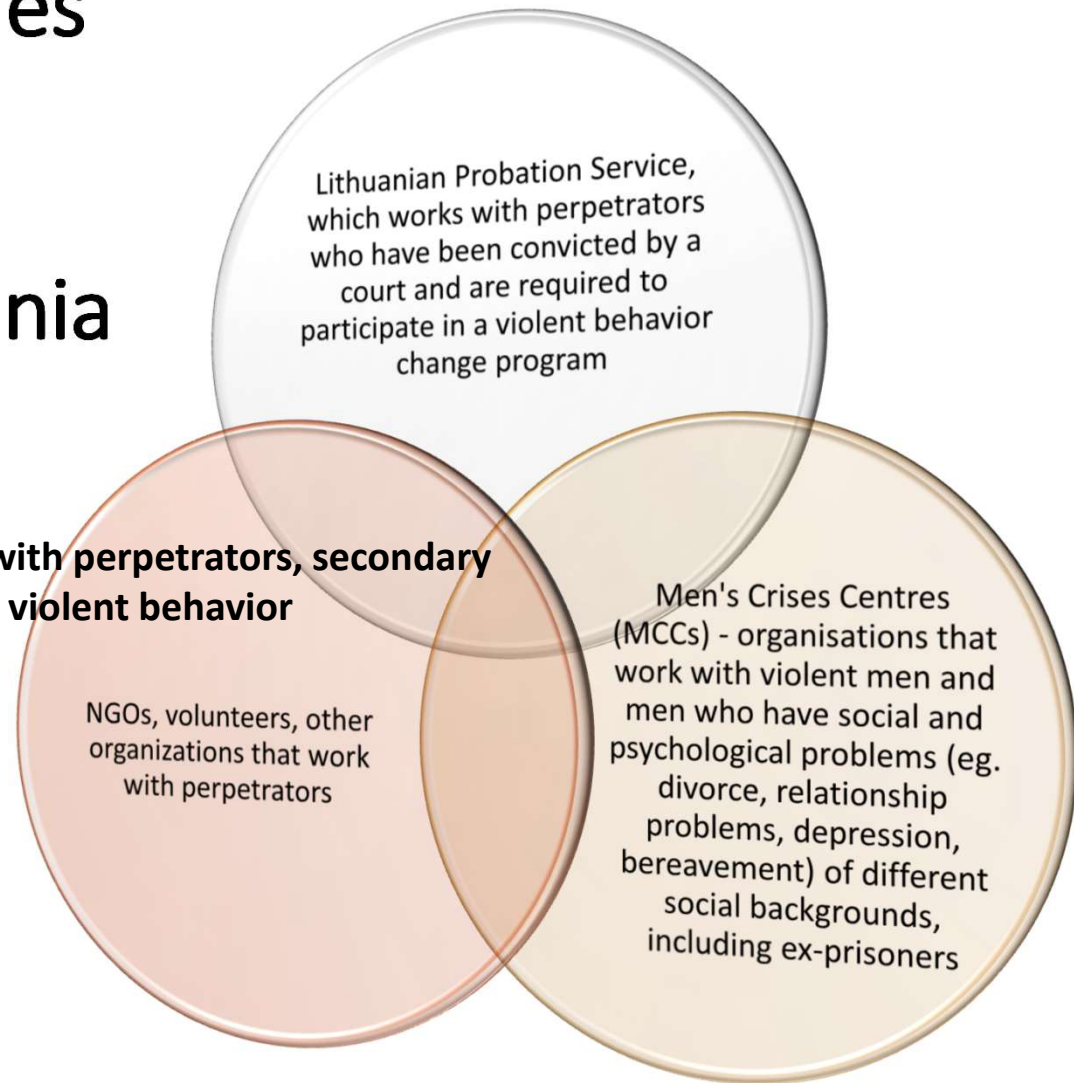 es
nia
Lithuanian Probation Service,
which works with perpetrators
who have been convicted by a
court and are required to
participate in a violent behavior
change program
with perpetrators, secondary
violent behavior
NGOs, volunteers, other
organizations that work
with perpetrators
Men's Crises Centres
(MCCs) - organisations that
work with violent men and
men who have social and
psychological problems (eg.
divorce, relationship
problems, depression,
bereavement) of different
social backgrounds,
including ex-prisoners